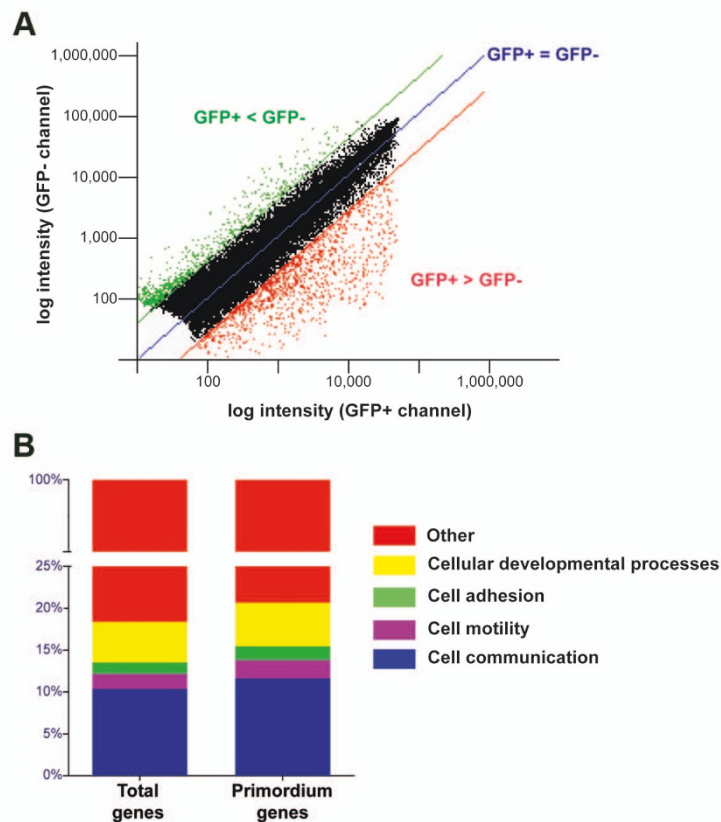 A
1,000,000
100,000
10,000
1,000
100
log intensity (GFP- channel)
GFP+ = GFP-
GFP+ < GFP-
GFP+ > GFP-
100
10,000
1,000,000
log intensity (GFP+ channel)
B
100%
25%
20%
15%
10%
5%
0%
Total
genes
Primordium
genes
Other
Cellular developmental processes
Cell adhesion
Cell motility
Cell communication